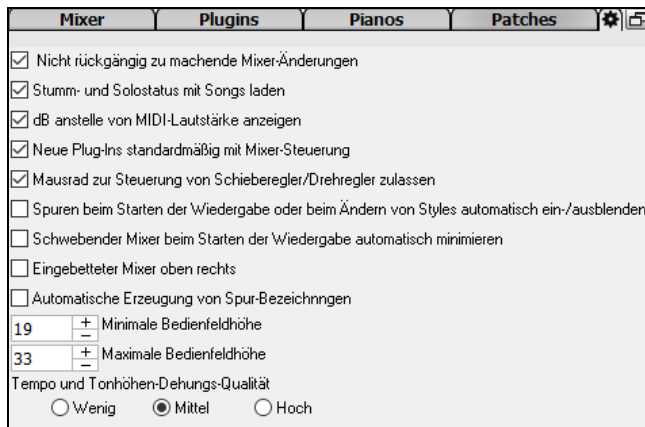 Mixer Plugins Pianos Patches
Nicht rückgängig zu machende Mixer-Änderungen
Stumm- und Solostatus mit Songs laden
dB anstelle von MIDI-Lautstärke anzeigen
Neue Plug-Ins standardmäßig mit Mixer-Steuerung
Mausrad zur Steuerung von Schieberegler/Drehregler zulassen
Spuren beim Starten der Wiedergabe oder beim Ändern von Styles automatisch ein-/ausblenden
Schwebender Mixer beim Starten der Wiedergabe automatisch minimieren
Eingebetteter Mixer oben rechts
Automatische Erzeugung von Spur-Bezeichnngen
19 + − Minimale Bedienfeldhöhe
33 + − Maximale Bedienfeldhöhe
Tempo und Tonhöhen-Dehungs-Qualität
Wenig Mittel Hoch